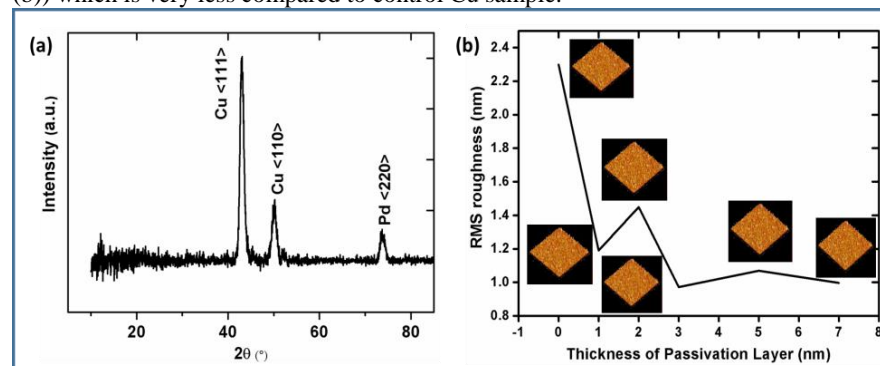 (b)) which is very less compared to control Cu sample.
(a)
Intensity (a.u.)
Cu <111>
Cu <110>
Pd <220>
20
40
60
80
2θ (°)
(b)
RMS roughness (nm)
2.4
2.2
2.0
1.8
1.6
1.4
1.2
1.0
0.8
-1
0
1
2
3
4
5
6
7
8
Thickness of Passivation Layer (nm)